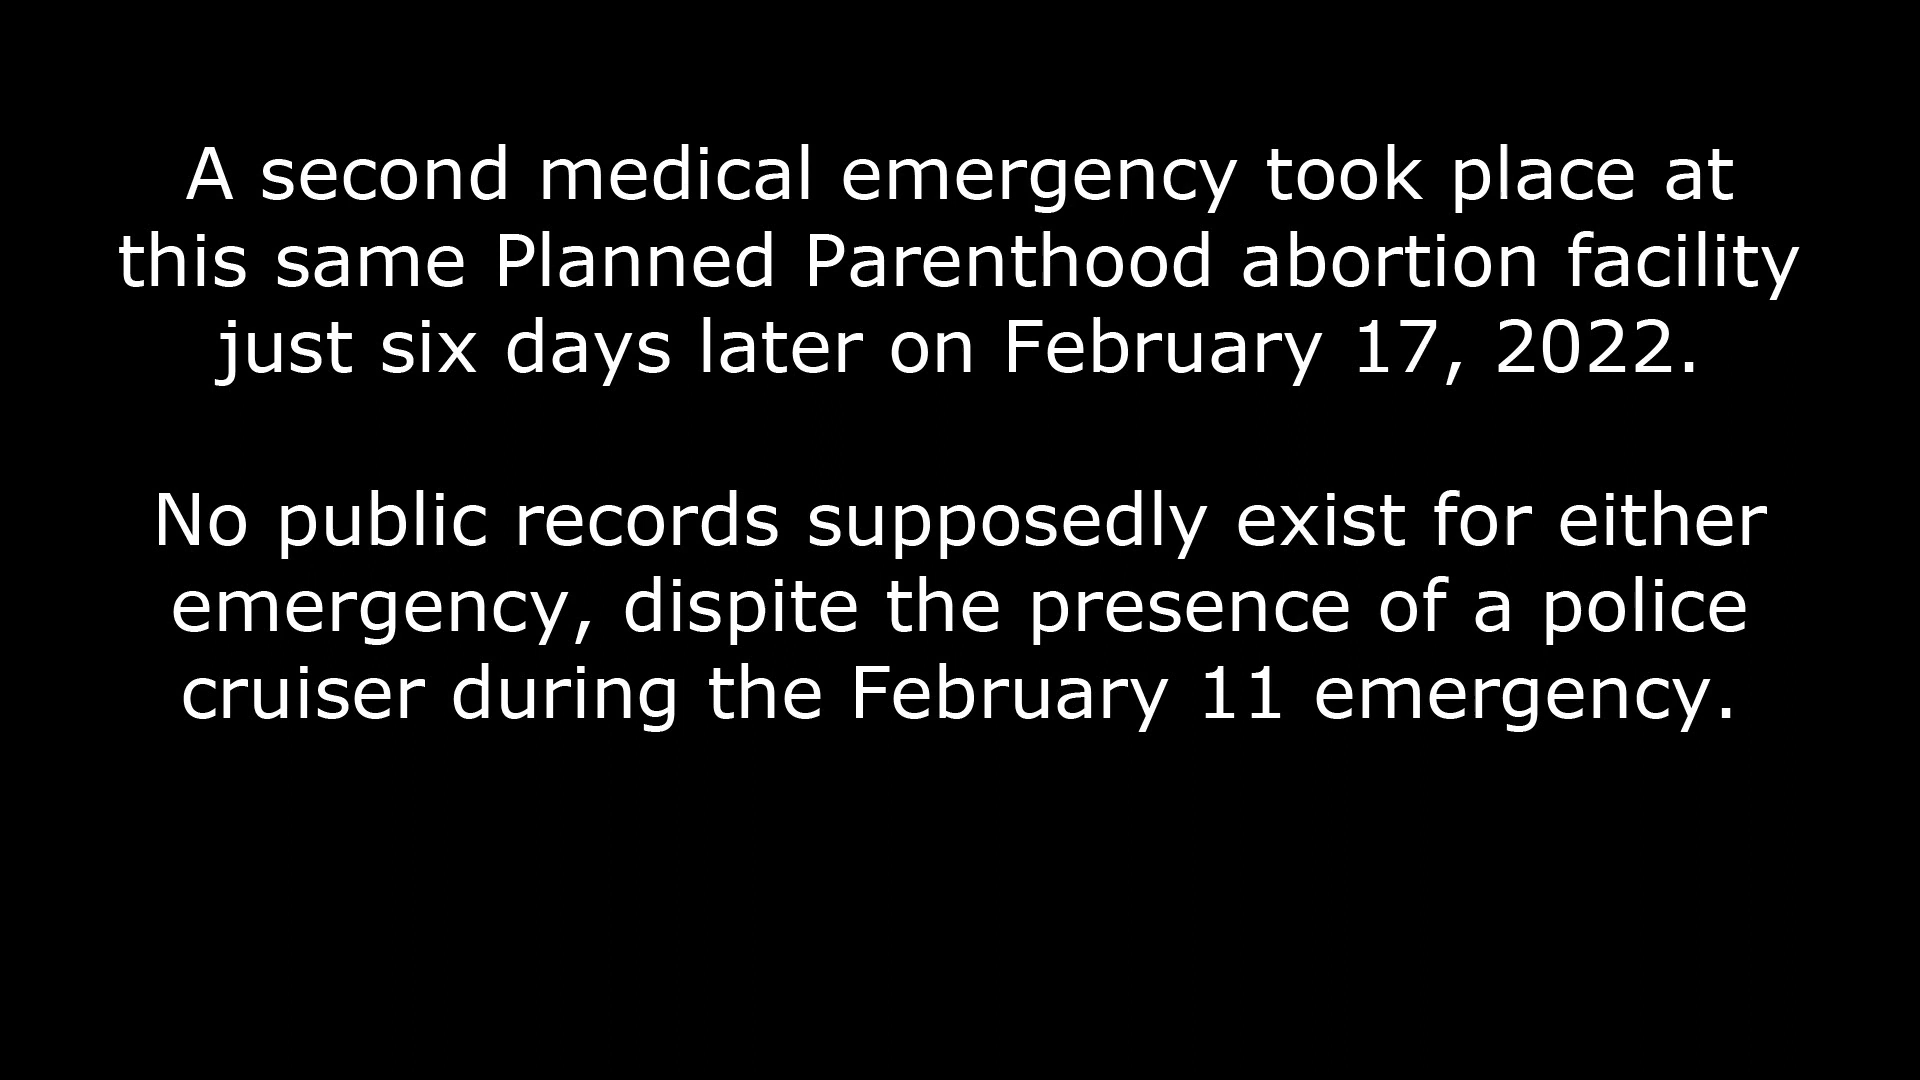 A second medical emergency took place at
this same Planned Parenthood abortion facility
just six days later on February 17, 2022.
No public records supposedly exist for either
emergency, dispite the presence of a police
cruiser during the February 11 emergency.